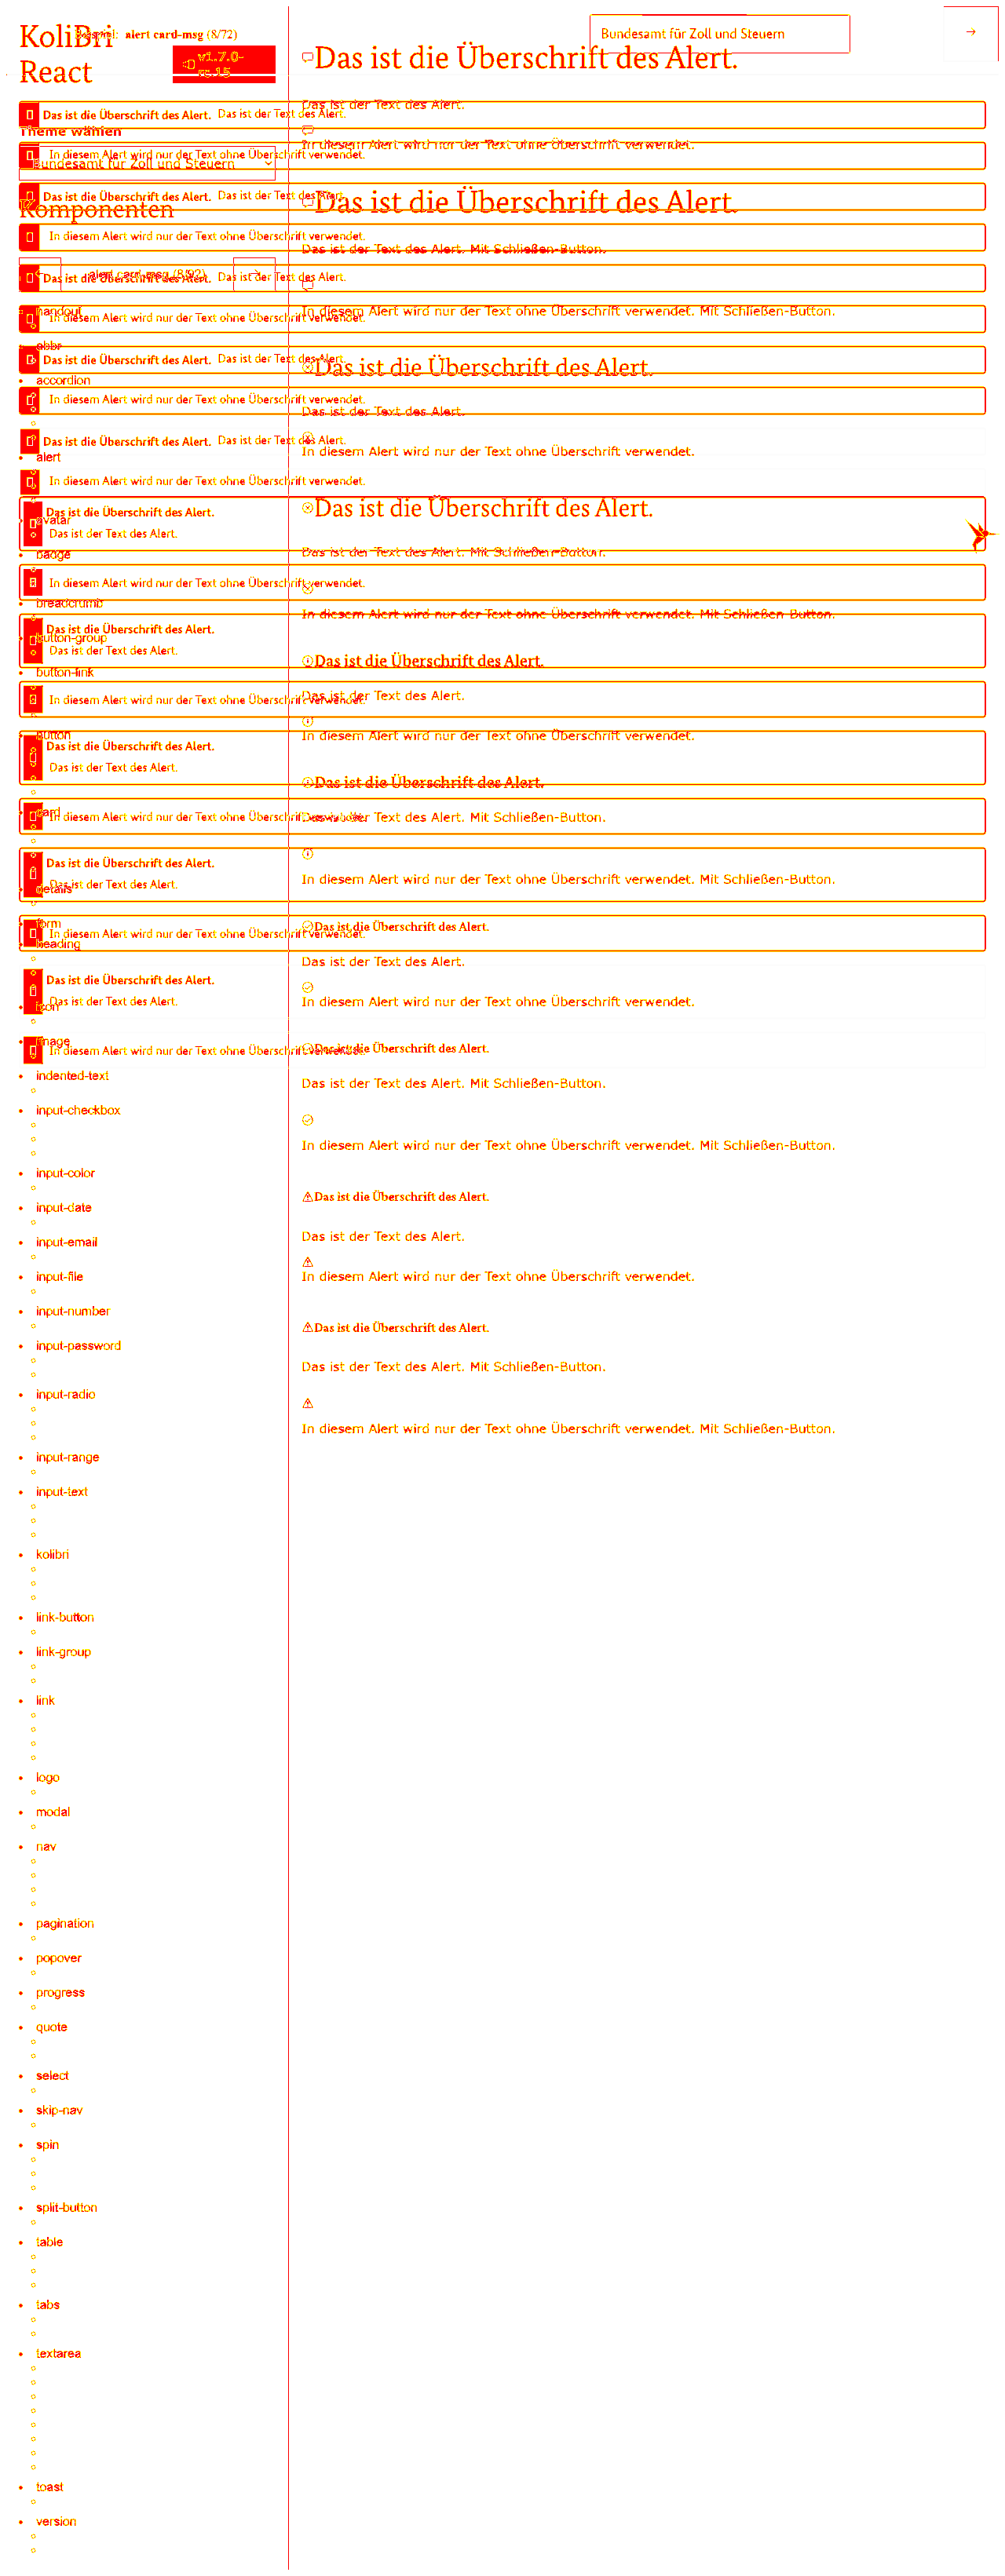 KoliBri
React
Beispiel: alert card-msg (8/72)
v1.7.0-
rc.15
Bundesamt für Zoll und Steuern
→
Das ist die Überschrift des Alert.
Das ist der Text des Alert.
Das ist die Überschrift des Alert. Das ist der Text des Alert.
Theme wählen
In diesem Alert wird nur der Text ohne Überschrift verwendet.
In diesem Alert wird nur der Text ohne Überschrift verwendet.
Bundesamt für Zoll und Steuern
Das ist die Überschrift des Alert. Das ist der Text des Alert.
Das ist die Überschrift des Alert.
Komponenten
In diesem Alert wird nur der Text ohne Überschrift verwendet.
Das ist der Text des Alert. Mit Schließen-Button.
alert card-msg (8/92)
Das ist die Überschrift des Alert. Das ist der Text des Alert.
handout
In diesem Alert wird nur der Text ohne Überschrift verwendet.
In diesem Alert wird nur der Text ohne Überschrift verwendet. Mit Schließen-Button.
abbr
Das ist die Überschrift des Alert. Das ist der Text des Alert.
Das ist die Überschrift des Alert.
accordion
In diesem Alert wird nur der Text ohne Überschrift verwendet.
Das ist der Text des Alert.
Das ist die Überschrift des Alert. Das ist der Text des Alert.
In diesem Alert wird nur der Text ohne Überschrift verwendet.
alert
In diesem Alert wird nur der Text ohne Überschrift verwendet.
Das ist die Überschrift des Alert.
Das ist die Überschrift des Alert.
avatar
Das ist der Text des Alert.
Das ist der Text des Alert. Mit Schließen-Button.
badge
In diesem Alert wird nur der Text ohne Überschrift verwendet.
breadcrumb
In diesem Alert wird nur der Text ohne Überschrift verwendet. Mit Schließen-Button.
Das ist die Überschrift des Alert.
button-group
Das ist der Text des Alert.
Das ist die Überschrift des Alert.
button-link
Das ist der Text des Alert.
In diesem Alert wird nur der Text ohne Überschrift verwendet.
button
In diesem Alert wird nur der Text ohne Überschrift verwendet.
Das ist die Überschrift des Alert.
Das ist der Text des Alert.
Das ist die Überschrift des Alert.
card
In diesem Alert wird nur der Text ohne Überschrift verwendet.
Das ist der Text des Alert. Mit Schließen-Button.
Das ist die Überschrift des Alert.
In diesem Alert wird nur der Text ohne Überschrift verwendet. Mit Schließen-Button.
details
Das ist der Text des Alert.
form
Das ist die Überschrift des Alert.
In diesem Alert wird nur der Text ohne Überschrift verwendet.
heading
Das ist der Text des Alert.
Das ist die Überschrift des Alert.
Das ist der Text des Alert.
In diesem Alert wird nur der Text ohne Überschrift verwendet.
icon
image
In diesem Alert wird nur der Text ohne Überschrift verwendet.
Das ist die Überschrift des Alert.
indented-text
Das ist der Text des Alert. Mit Schließen-Button.
input-checkbox
In diesem Alert wird nur der Text ohne Überschrift verwendet. Mit Schließen-Button.
input-color
Das ist die Überschrift des Alert.
input-date
Das ist der Text des Alert.
input-email
input-file
In diesem Alert wird nur der Text ohne Überschrift verwendet.
input-number
Das ist die Überschrift des Alert.
input-password
Das ist der Text des Alert. Mit Schließen-Button.
input-radio
In diesem Alert wird nur der Text ohne Überschrift verwendet. Mit Schließen-Button.
input-range
input-text
kolibri
link-button
link-group
link
logo
modal
nav
pagination
popover
progress
quote
select
skip-nav
spin
split-button
table
tabs
textarea
toast
version